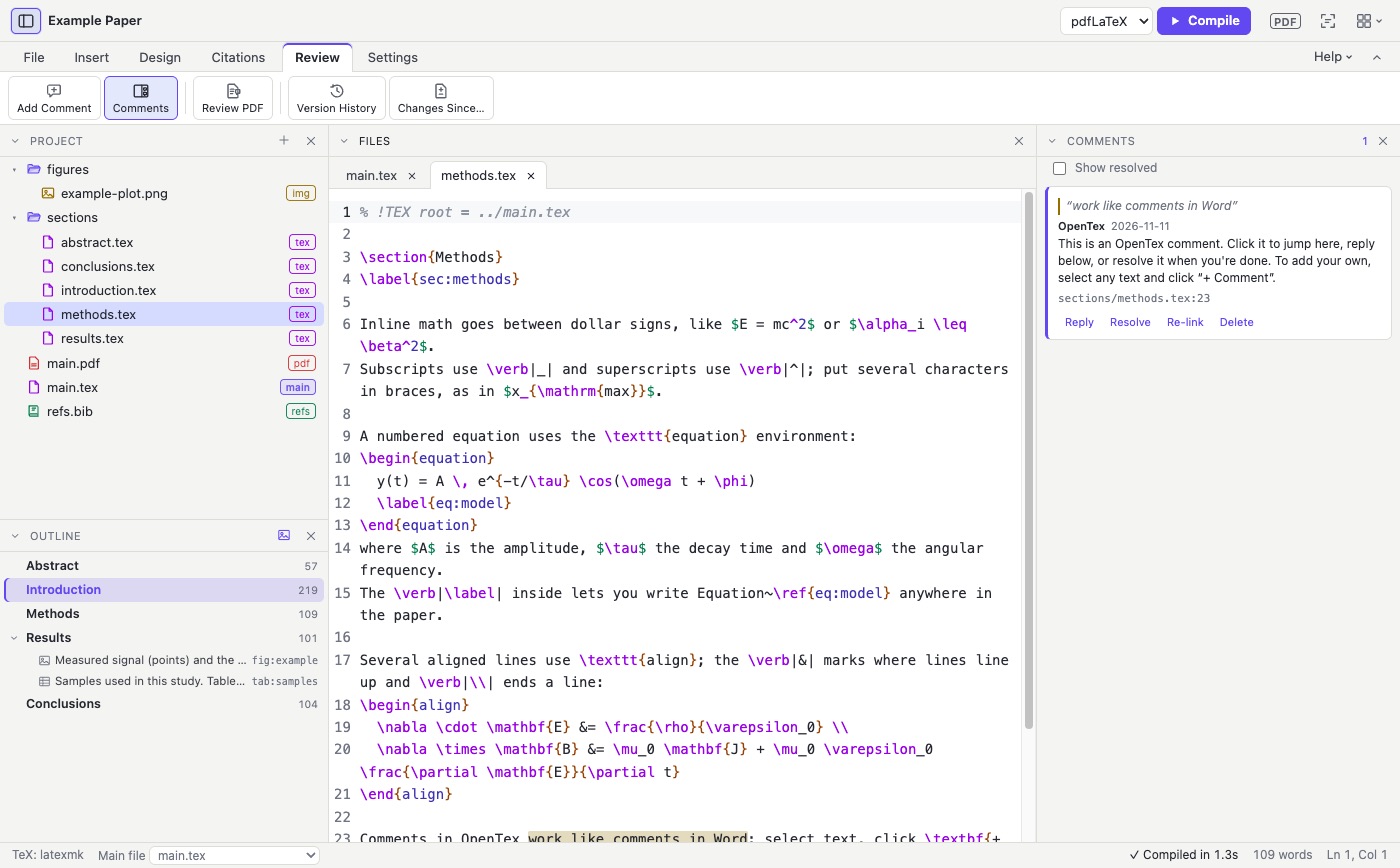 Example Paper
pdfLaTeX
Compile
PDF
File Insert Design Citations Review Settings
Help
Add Comment Comments Review PDF Version History Changes Since...
PROJECT
figures
example-plot.png img
sections
abstract.tex tex
conclusions.tex tex
introduction.tex tex
methods.tex tex
results.tex tex
main.pdf pdf
main.tex main
refs.bib refs
OUTLINE
Abstract 57
Introduction 219
Methods 109
Results 101
Measured signal (points) and the ... fig:example
Samples used in this study. Table... tab:samples
Conclusions 104
FILES
main.tex methods.tex
1 % !TEX root = ../main.tex
2
3 \section{Methods}
4 \label{sec:methods}
5
6 Inline math goes between dollar signs, like $E = mc^2$ or $\alpha_i \leq
\beta^2$.
7 Subscripts use \verb|_| and superscripts use \verb|^|; put several characters
in braces, as in $x_{\mathrm{max}}$.
8
9 A numbered equation uses the \texttt{equation} environment:
10 \begin{equation}
11 y(t) = A \, e^{-t/\tau} \cos(\omega t + \phi)
12 \label{eq:model}
13 \end{equation}
14 where $A$ is the amplitude, $\tau$ the decay time and $\omega$ the angular
frequency.
15 The \verb|\label| inside lets you write Equation~\ref{eq:model} anywhere in
the paper.
16
17 Several aligned lines use \texttt{align}; the \verb|&| marks where lines line
up and \verb|\\| ends a line:
18 \begin{align}
19 \nabla \cdot \mathbf{E} &= \frac{\rho}{\varepsilon_0} \\
20 \nabla \times \mathbf{B} &= \mu_0 \mathbf{J} + \mu_0 \varepsilon_0
\frac{\partial \mathbf{E}}{\partial t}
21 \end{align}
22
23 Comments in OpenTex work like comments in Word: select text, click \textbf{+
COMMENTS 1
Show resolved
"work like comments in Word"
OpenTex 2026-11-11
This is an OpenTex comment. Click it to jump here, reply
below, or resolve it when you're done. To add your own,
select any text and click "+ Comment".
sections/methods.tex:23
Reply Resolve Re-link Delete
TeX: latexmk Main file main.tex
✓ Compiled in 1.3s 109 words Ln 1, Col 1